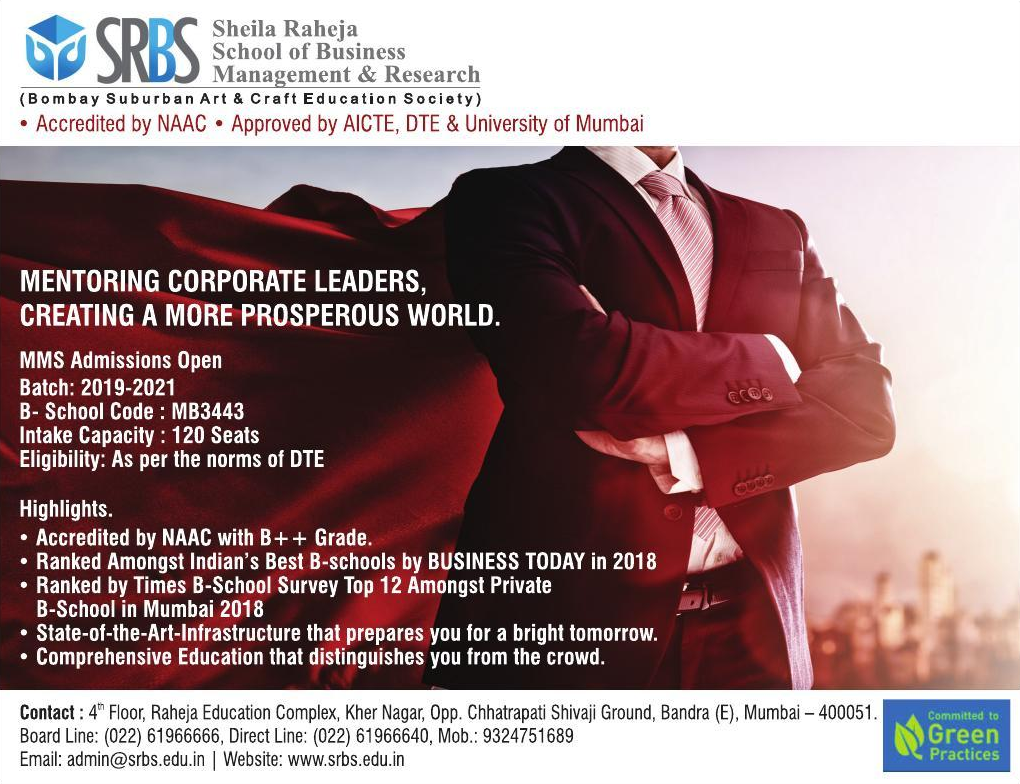 SRBS
Sheila Raheja
School of Business
Management & Research
(Bombay Suburban Art & Craft Education Society)
• Accredited by NAAC • Approved by AICTE, DTE & University of Mumbai
MENTORING CORPORATE LEADERS,
CREATING A MORE PROSPEROUS WORLD.
MMS Admissions Open
Batch: 2019-2021
B- School Code : MB3443
Intake Capacity : 120 Seats
Eligibility: As per the norms of DTE
Highlights.
• Accredited by NAAC with B++ Grade.
• Ranked Amongst Indian's Best B-schools by BUSINESS TODAY in 2018
• Ranked by Times B-School Survey Top 12 Amongst Private
B-School in Mumbai 2018
• State-of-the-Art-Infrastructure that prepares you for a bright tomorrow.
• Comprehensive Education that distinguishes you from the crowd.
Contact : 4th Floor, Raheja Education Complex, Kher Nagar, Opp. Chhatrapati Shivaji Ground, Bandra (E), Mumbai – 400051.
Board Line: (022) 61966666, Direct Line: (022) 61966640, Mob.: 9324751689
Email: admin@srbs.edu.in | Website: www.srbs.edu.in
Committed to
Green
Practices